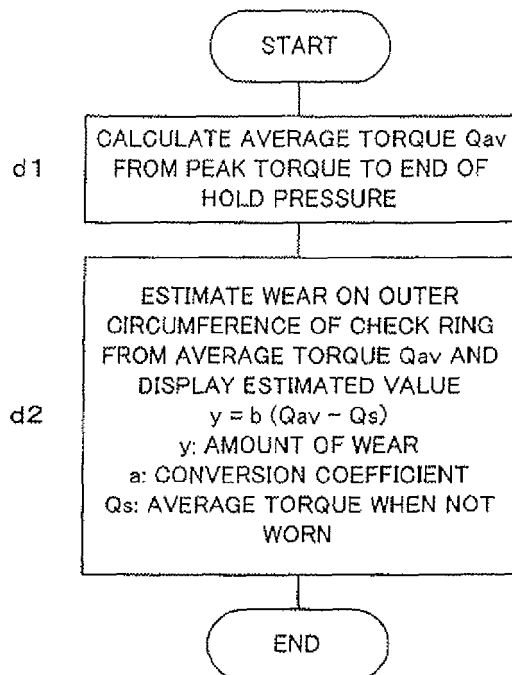 START
d1
CALCULATE AVERAGE TORQUE Qav
FROM PEAK TORQUE TO END OF
HOLD PRESSURE
d2
ESTIMATE WEAR ON OUTER
CIRCUMFERENCE OF CHECK RING
FROM AVERAGE TORQUE Qav AND
DISPLAY ESTIMATED VALUE
y = b (Qav - Qs)
y: AMOUNT OF WEAR
a: CONVERSION COEFFICIENT
Qs: AVERAGE TORQUE WHEN NOT
WORN
END